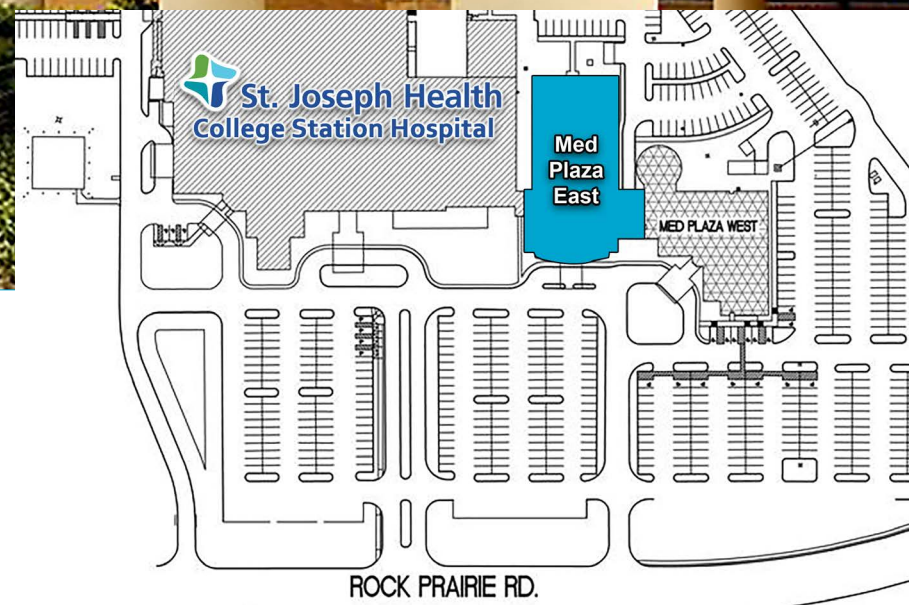 St. Joseph Health
College Station Hospital
Med
Plaza
East
MED PLAZA WEST
ROCK PRAIRIE RD.